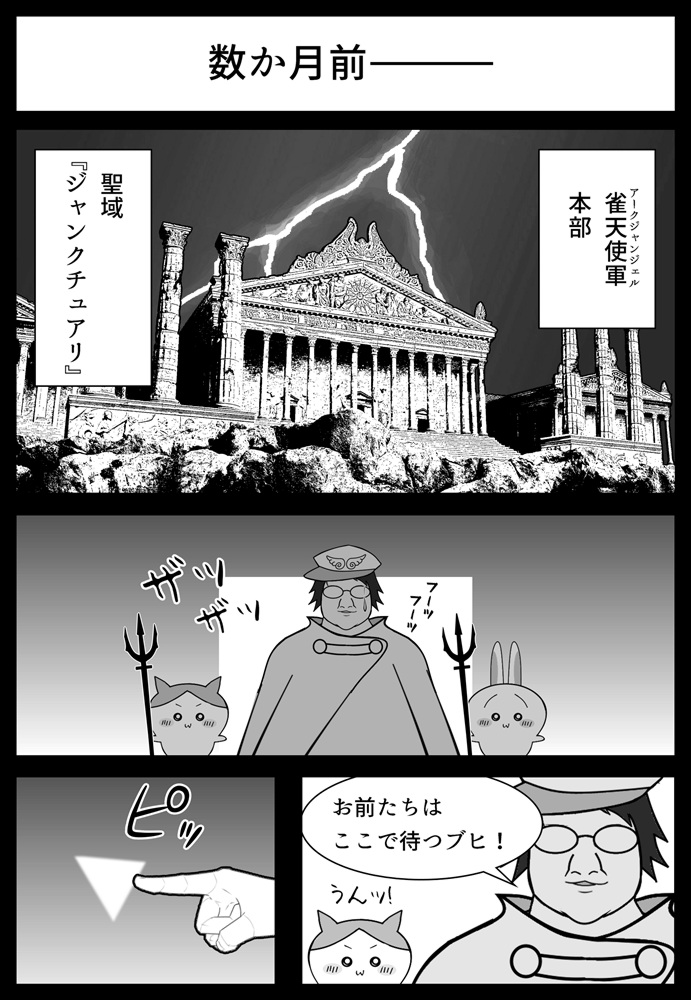 数か月前―――
雀天使軍
アークジャンジェル
本部
聖域
『ジャンクチュアリ』
ザッ
ザッ
フーッ
フーッ
お前たちは
ここで待つブヒ！
うんッ!
ピッ